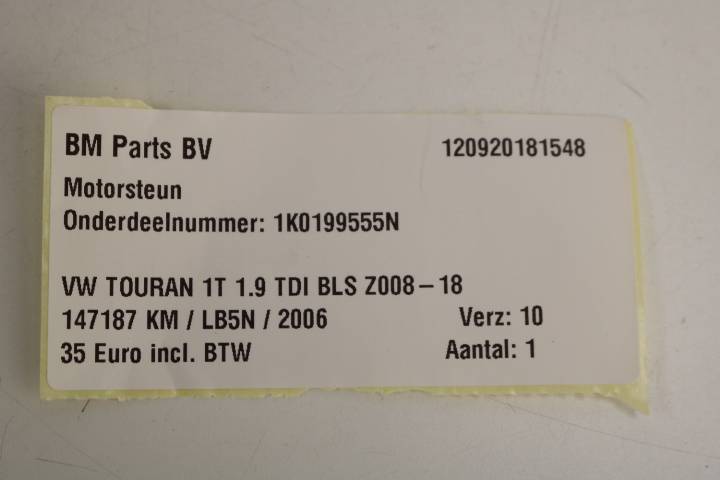 BM Parts BV 120920181548
Motorsteun
Onderdeelnummer: 1K0199555N
VW TOURAN 1T 1.9 TDI BLS Z008-18
147187 KM / LB5N / 2006 Verz: 10
35 Euro incl. BTW Aantal: 1